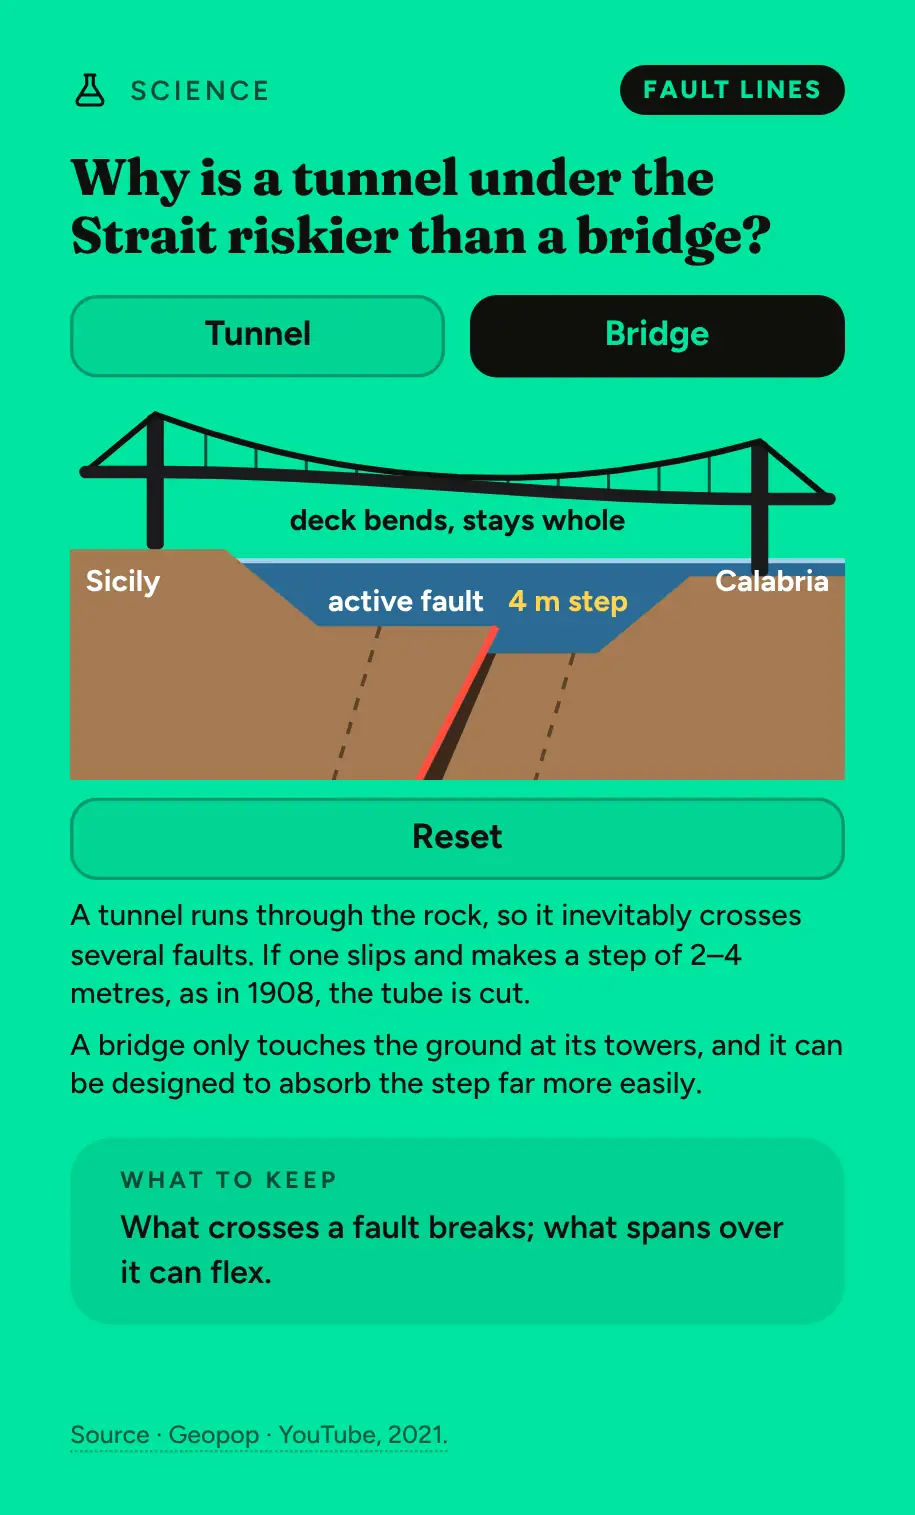 SCIENCE
FAULT LINES
Why is a tunnel under the
Strait riskier than a bridge?
Tunnel
Bridge
deck bends, stays whole
Sicily
Calabria
active fault
4 m step
Reset
A tunnel runs through the rock, so it inevitably crosses
several faults. If one slips and makes a step of 2–4
metres, as in 1908, the tube is cut.
A bridge only touches the ground at its towers, and it can
be designed to absorb the step far more easily.
WHAT TO KEEP
What crosses a fault breaks; what spans over
it can flex.
Source · Geopop · YouTube, 2021.